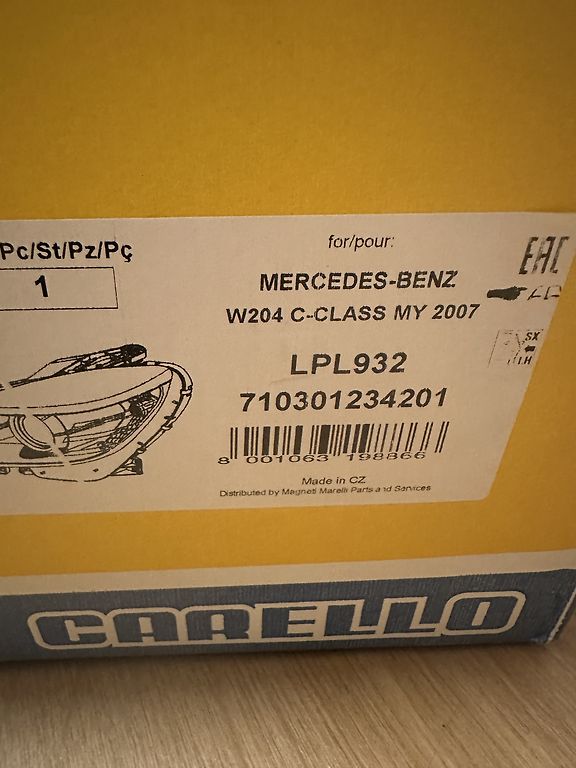 Pc/St/Pz/Pç
1
for/pour:
MERCEDES-BENZ
W204 C-CLASS MY 2007
LPL932
710301234201
8 001063 198866
Made in CZ
Distributed by Magneti Marelli Parts and Services
EAC
SX
LH
CARELLO